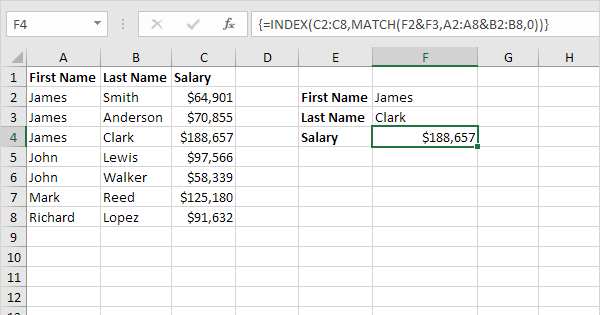 F4 fx {=INDEX(C2:C8,MATCH(F2&F3,A2:A8&B2:B8,0))}
A B C D E F G H
1 First Name Last Name Salary
2 James Smith $64,901 First Name James
3 James Anderson $70,855 Last Name Clark
4 James Clark $188,657 Salary $188,657
5 John Lewis $97,566
6 John Walker $58,339
7 Mark Reed $125,180
8 Richard Lopez $91,632
9
10
11
12